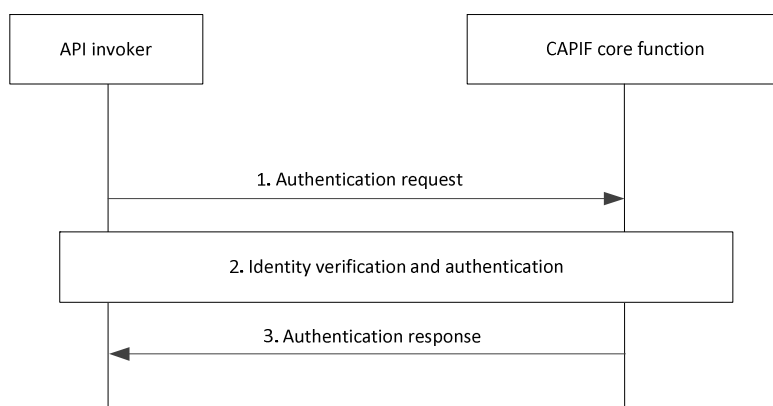 API invoker
CAPIF core function
1. Authentication request
2. Identity verification and authentication
3. Authentication response